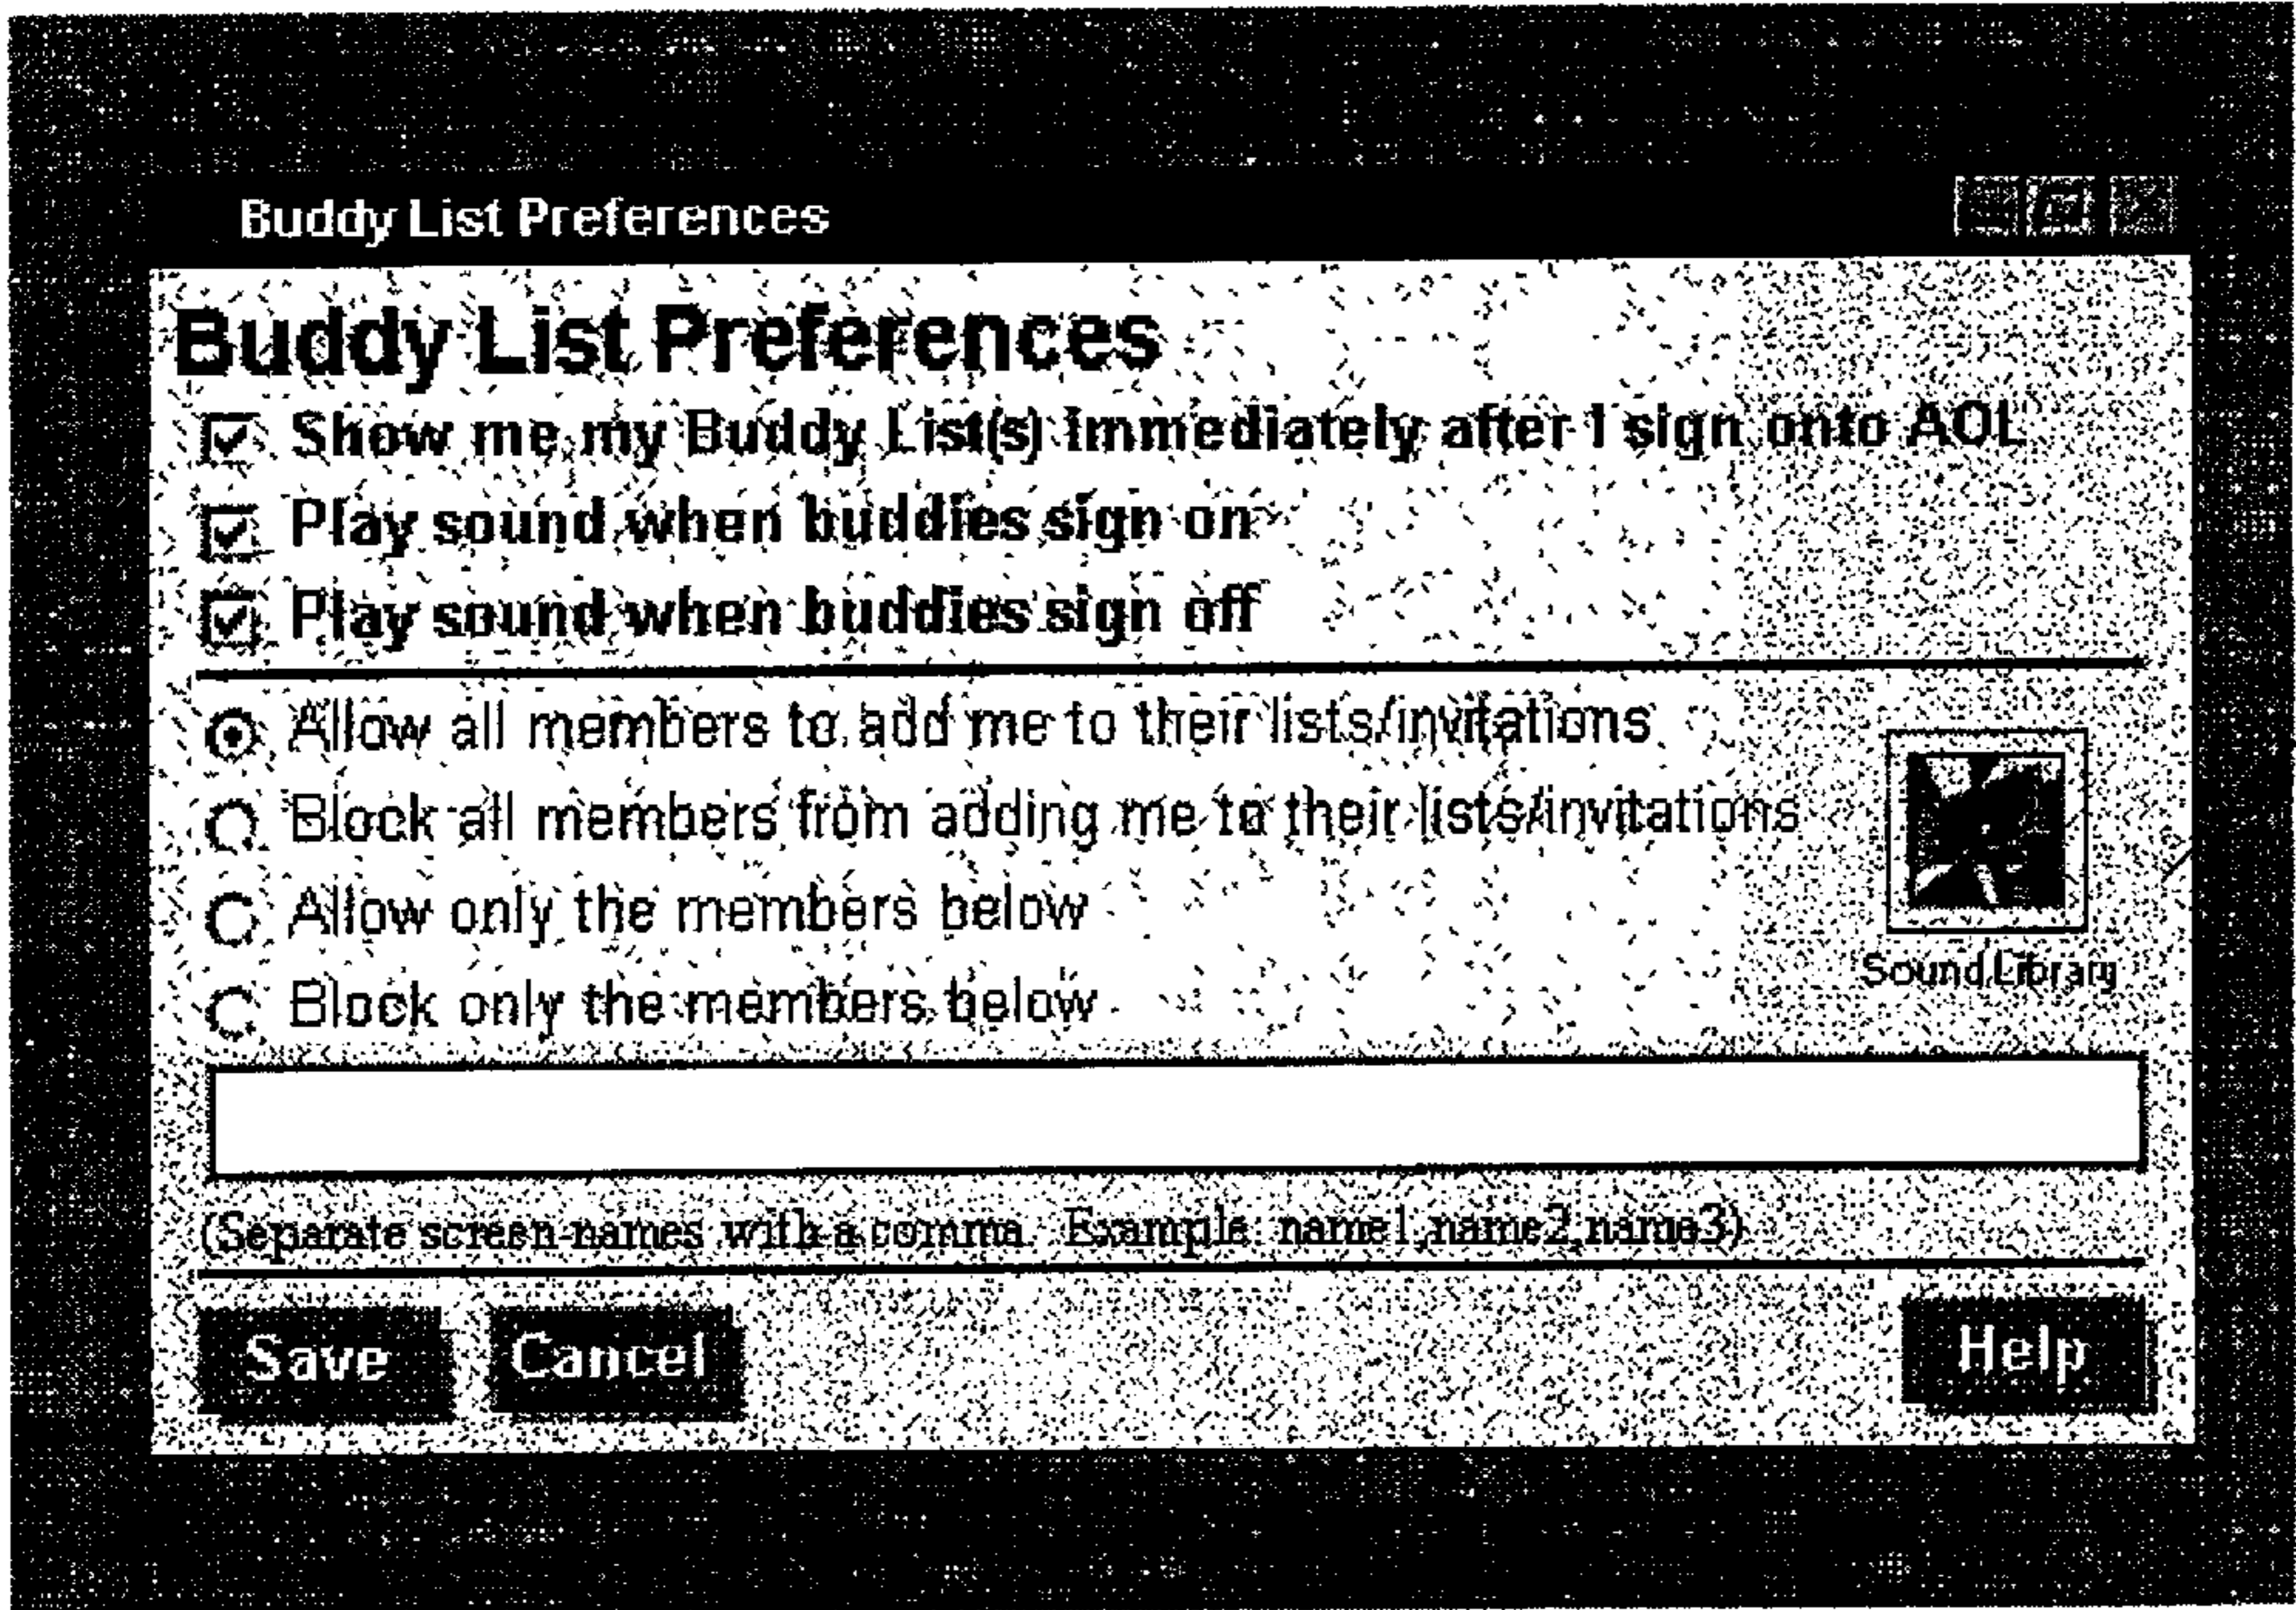 Buddy List Preferences
Buddy List Preferences
Show me my Buddy List(s) immediately after I sign onto AOL
Play sound when buddies sign on
Play sound when buddies sign off
Allow all members to add me to their lists/invitations
Block all members from adding me to their lists/invitations
Allow only the members below
Block only the members below
Sound Library
(Separate screen names with a comma. Example: name1,name2,name3)
Save Cancel Help